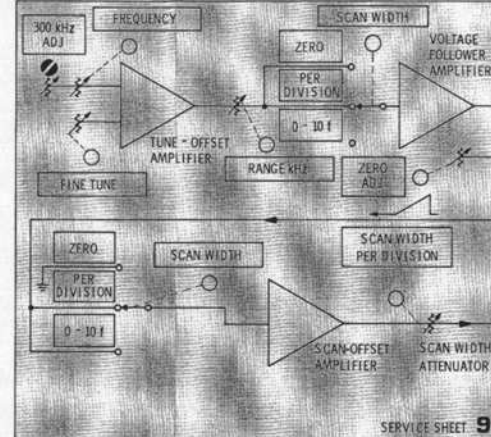 300 kHz
ADJ
FREQUENCY
SCAN WIDTH
ZERO
PER
DIVISION
0 - 10 f
VOLTAGE
FOLLOWER
AMPLIFIER
TUNE - OFFSET
AMPLIFIER
FINE TUNE
RANGE kHz
ZERO
ADJ
ZERO
PER
DIVISION
0 - 10 f
SCAN WIDTH
SCAN WIDTH
PER DIVISION
SCAN-OFFSET
AMPLIFIER
SCAN WIDTH
ATTENUATOR
SERVICE SHEET 9